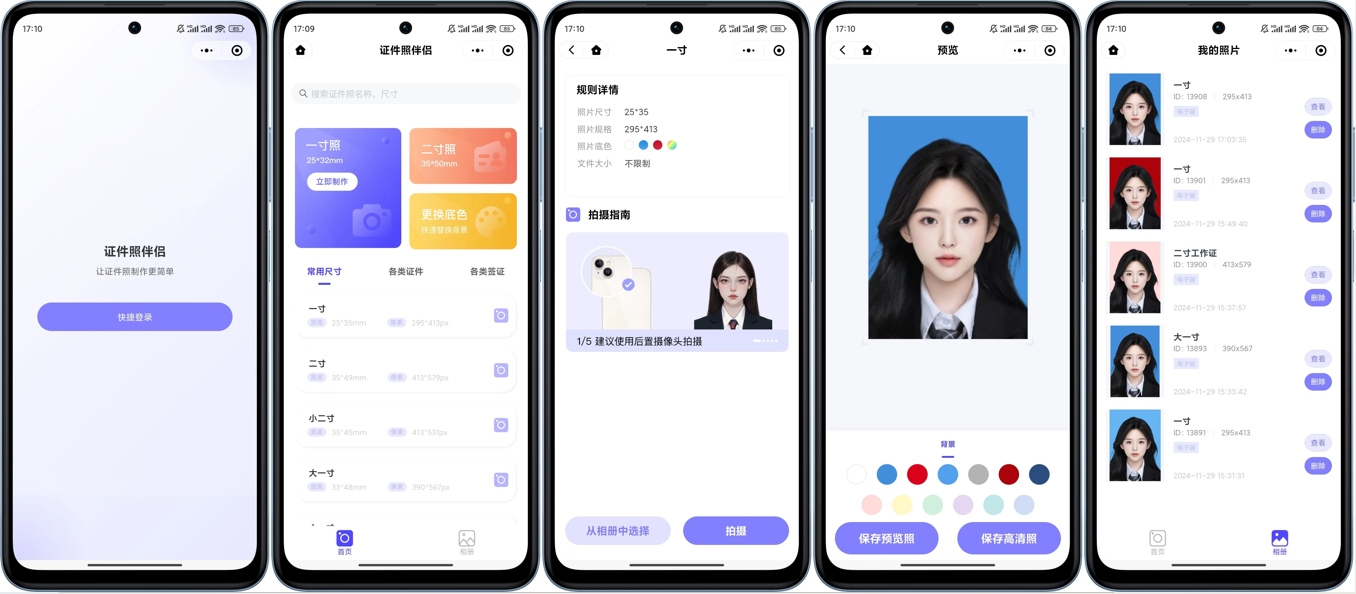 17:10
85
证件照伴侣
让证件照制作更简单
快捷登录
17:09
85
证件照伴侣
搜索证件照名称、尺寸
一寸照
25*32mm
立即制作
二寸照
35*50mm
更换底色
快速替换背景
常用尺寸
各类证件
各类签证
一寸
25*35mm
295*413px
二寸
35*49mm
413*579px
小二寸
35*45mm
413*531px
大一寸
33*48mm
390*567px
首页
相册
17:10
85
一寸
规则详情
照片尺寸 25*35
照片规格 295*413
照片底色
文件大小 不限制
拍摄指南
1/5 建议使用后置摄像头拍摄
从相册中选择
拍摄
17:10
84
预览
背景
保存预览照
保存高清照
17:10
84
我的照片
一寸
ID: 13908 295x413
电子版
2024-11-29 17:03:35
查看
删除
一寸
ID: 13901 295x413
电子版
2024-11-29 15:49:40
查看
删除
二寸工作证
ID: 13900 413x579
电子版
2024-11-29 15:37:57
查看
删除
大一寸
ID: 13893 390x567
电子版
2024-11-29 15:33:42
查看
删除
一寸
ID: 13891 295x413
电子版
2024-11-29 15:31:31
查看
删除
首页
相册